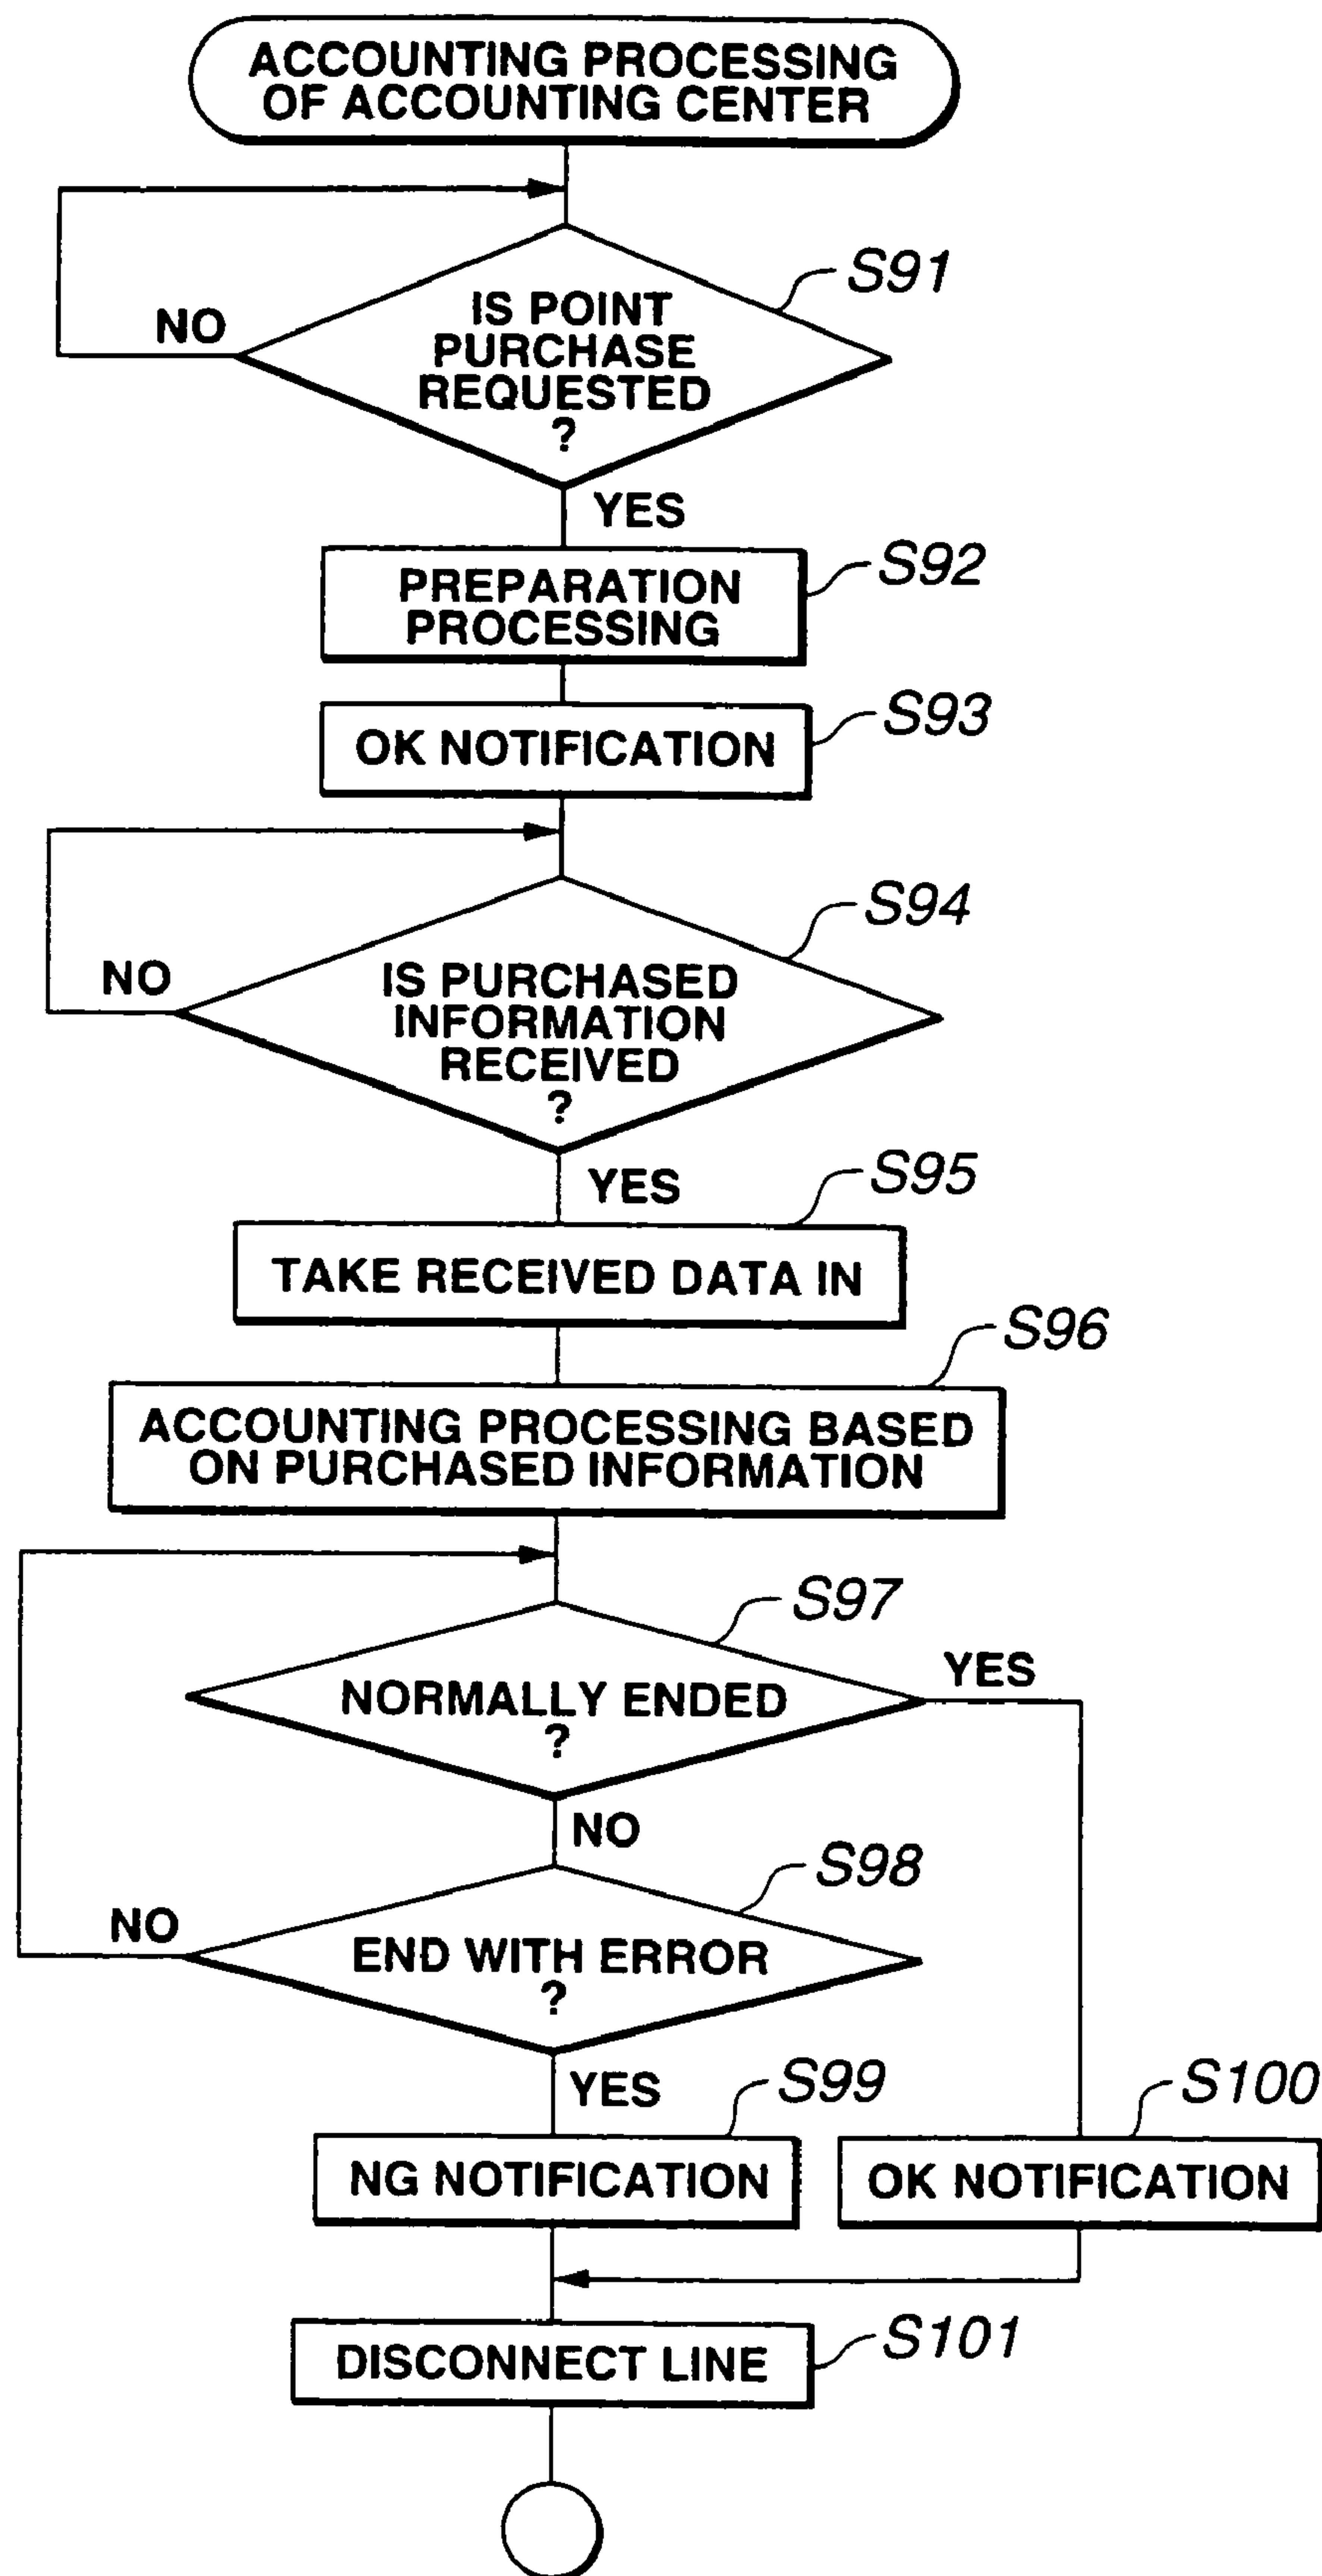 ACCOUNTING PROCESSING
OF ACCOUNTING CENTER
S91
NO
IS POINT
PURCHASE
REQUESTED
?
YES
S92
PREPARATION
PROCESSING
S93
OK NOTIFICATION
S94
NO
IS PURCHASED
INFORMATION
RECEIVED
?
YES
S95
TAKE RECEIVED DATA IN
S96
ACCOUNTING PROCESSING BASED
ON PURCHASED INFORMATION
S97
YES
NORMALLY ENDED
?
NO
S98
NO
END WITH ERROR
?
YES
S99
S100
NG NOTIFICATION
OK NOTIFICATION
S101
DISCONNECT LINE